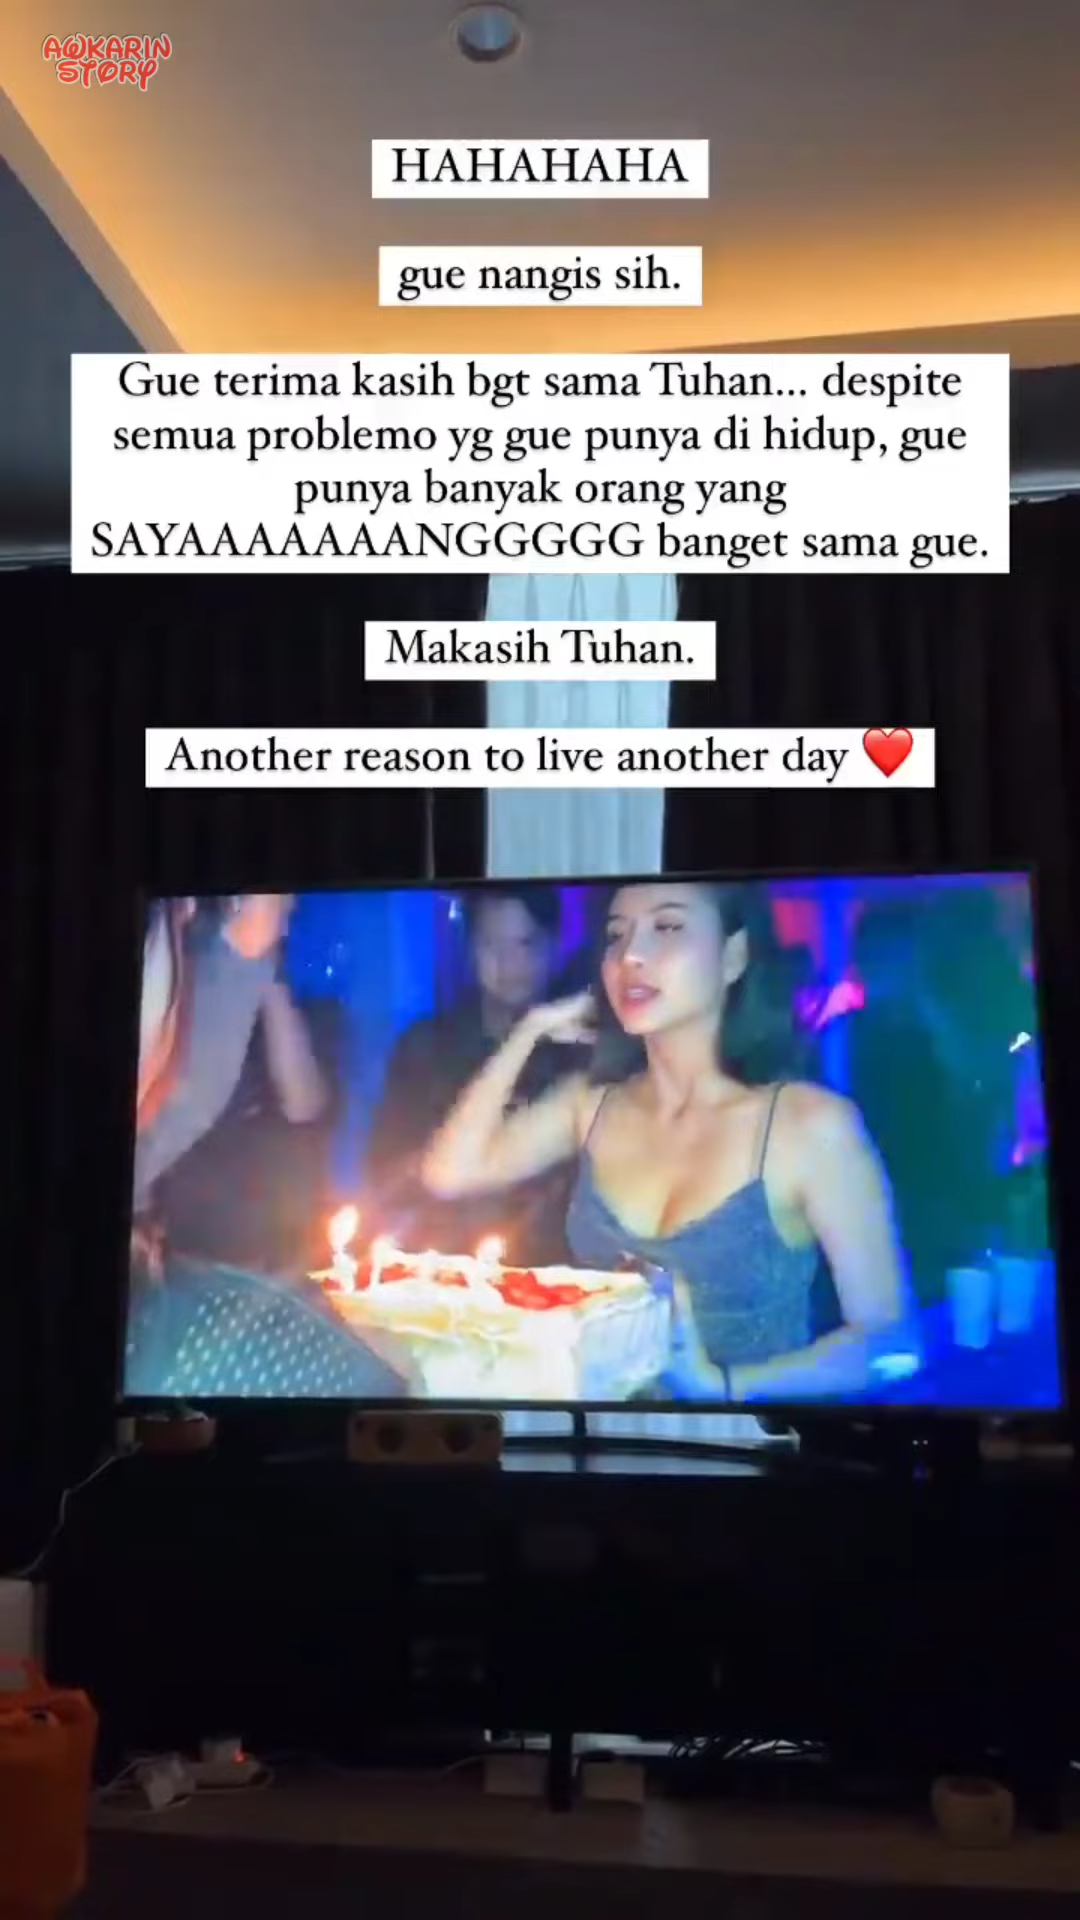 AWKARIN
STORY
HAHAHAHA
gue nangis sih.
Gue terima kasih bgt sama Tuhan... despite
semua problemo yg gue punya di hidup, gue
punya banyak orang yang
SAYAAAAAAANGGGGG banget sama gue.
Makasih Tuhan.
Another reason to live another day ❤️